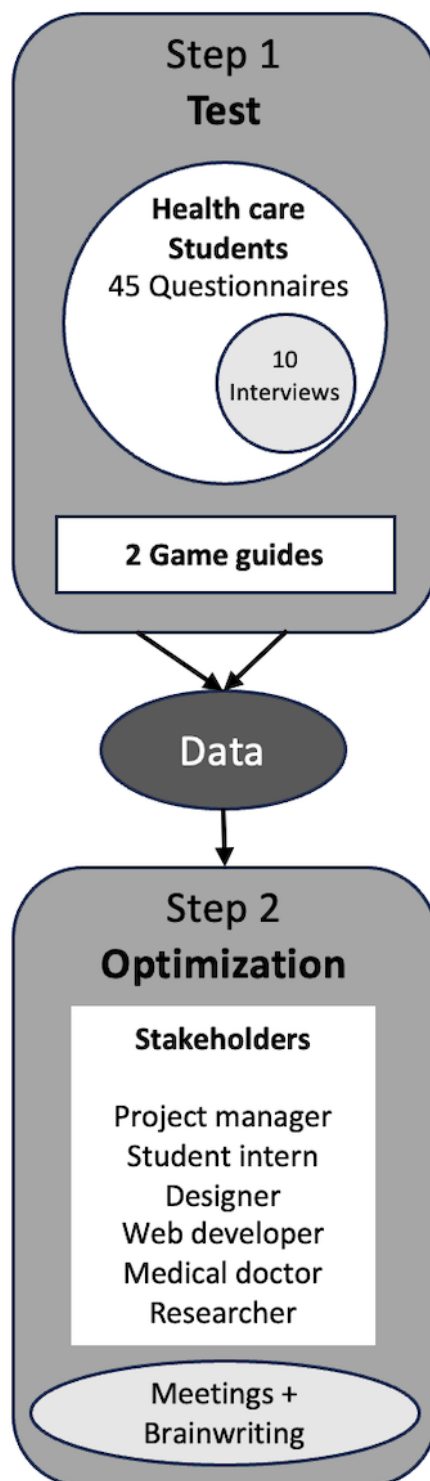 Step 1
Test
Health care
Students
45 Questionnaires
10
Interviews
2 Game guides
Data
Step 2
Optimization
Stakeholders
Project manager
Student intern
Designer
Web developer
Medical doctor
Researcher
Meetings +
Brainwriting